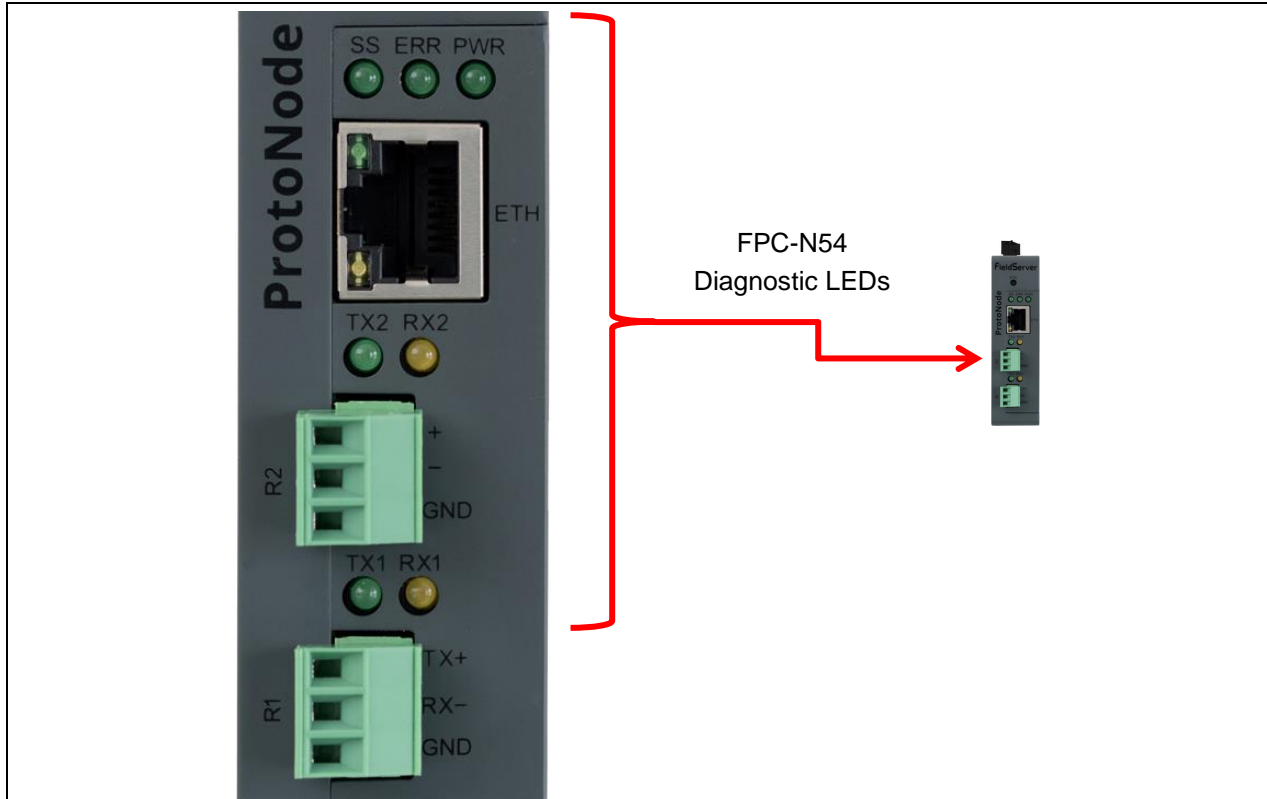 ProtoNode
SS ERR PWR
ETH
TX2 RX2
R2
+
−
GND
TX1 RX1
R1
TX+
RX−
GND
FPC-N54
Diagnostic LEDs
FieldServer
ProtoNode